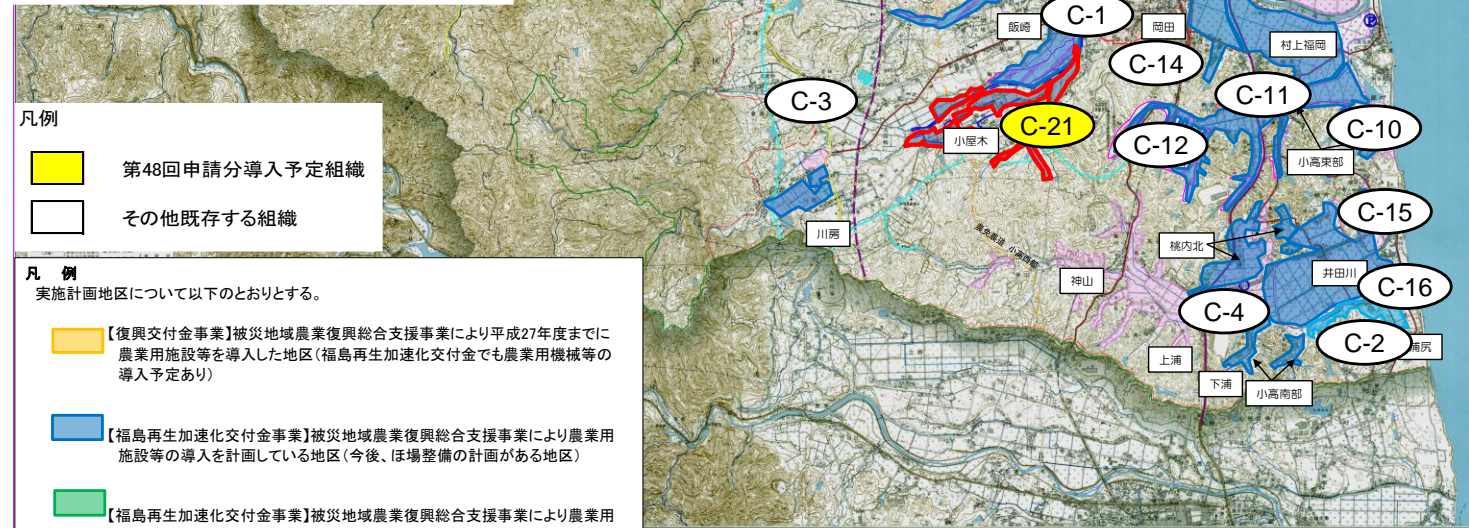 C-1
飯崎
岡田
村上福岡
C-14
C-3
C-11
C-21
C-10
小屋木
C-12
小高東部
凡例
第48回申請分導入予定組織
その他既存する組織
C-15
川房
農免農道 小高西部
桃内北
神山
井田川
C-16
C-4
C-2
浦尻
上浦
下浦
小高南部
凡 例
実施計画地区について以下のとおりとする。
【復興交付金事業】被災地域農業復興総合支援事業により平成27年度までに
農業用施設等を導入した地区(福島再生加速化交付金でも農業用機械等の
導入予定あり)
【福島再生加速化交付金事業】被災地域農業復興総合支援事業により農業用
施設等の導入を計画している地区(今後、ほ場整備の計画がある地区)
【福島再生加速化交付金事業】被災地域農業復興総合支援事業により農業用